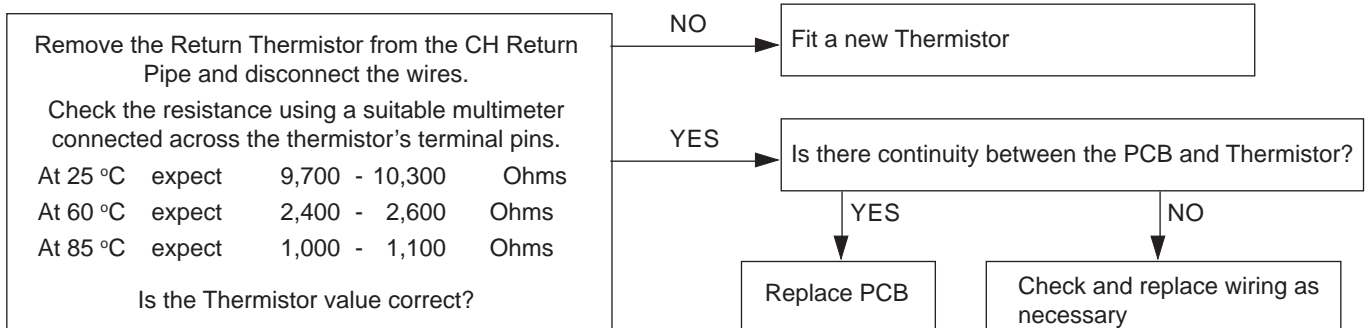 Remove the Return Thermistor from the CH Return
Pipe and disconnect the wires.
Check the resistance using a suitable multimeter
connected across the thermistor's terminal pins.
At 25 °C expect 9,700 - 10,300 Ohms
At 60 °C expect 2,400 - 2,600 Ohms
At 85 °C expect 1,000 - 1,100 Ohms
Is the Thermistor value correct?
NO
Fit a new Thermistor
YES
Is there continuity between the PCB and Thermistor?
YES
NO
Replace PCB
Check and replace wiring as
necessary